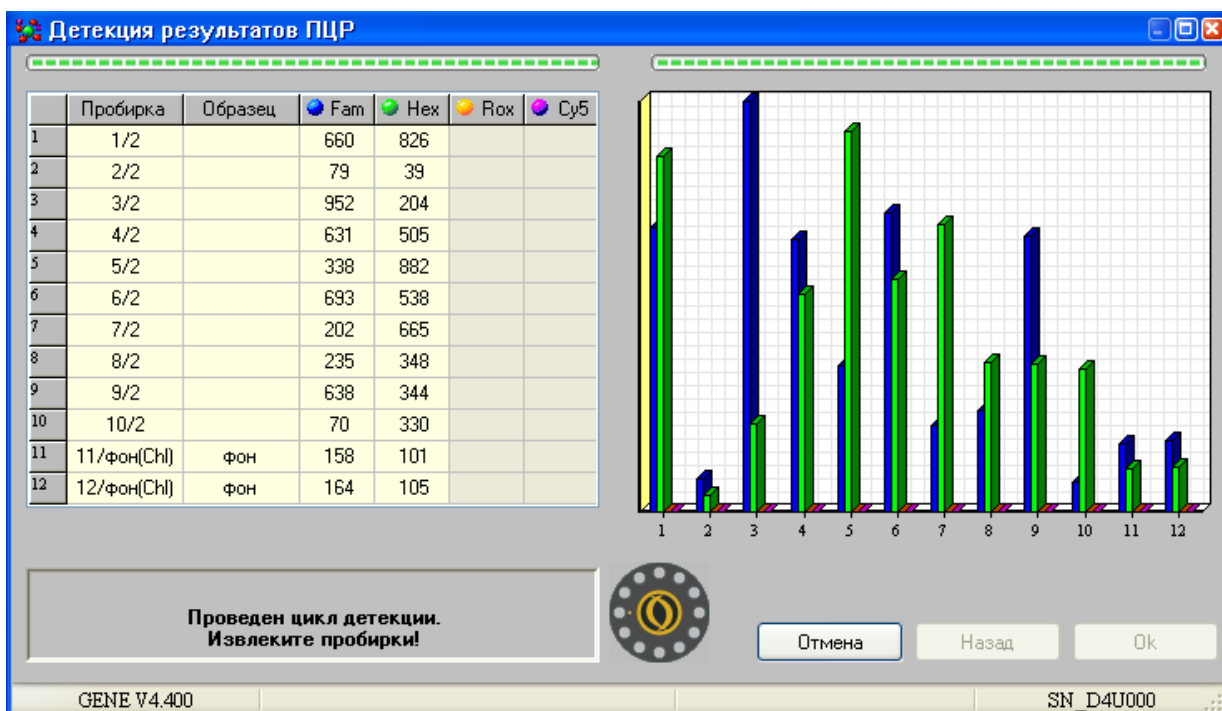 Детекция результатов ПЦР
Пробирка Образец Fam Hex Rox Cy5
1 1/2 660 826
2 2/2 79 39
3 3/2 952 204
4 4/2 631 505
5 5/2 338 882
6 6/2 693 538
7 7/2 202 665
8 8/2 235 348
9 9/2 638 344
10 10/2 70 330
11 11/фон(Chl) фон 158 101
12 12/фон(Chl) фон 164 105
1 2 3 4 5 6 7 8 9 10 11 12
Проведен цикл детекции.
Извлеките пробирки!
Отмена Назад Ok
GENE V4.400 SN_D4U000